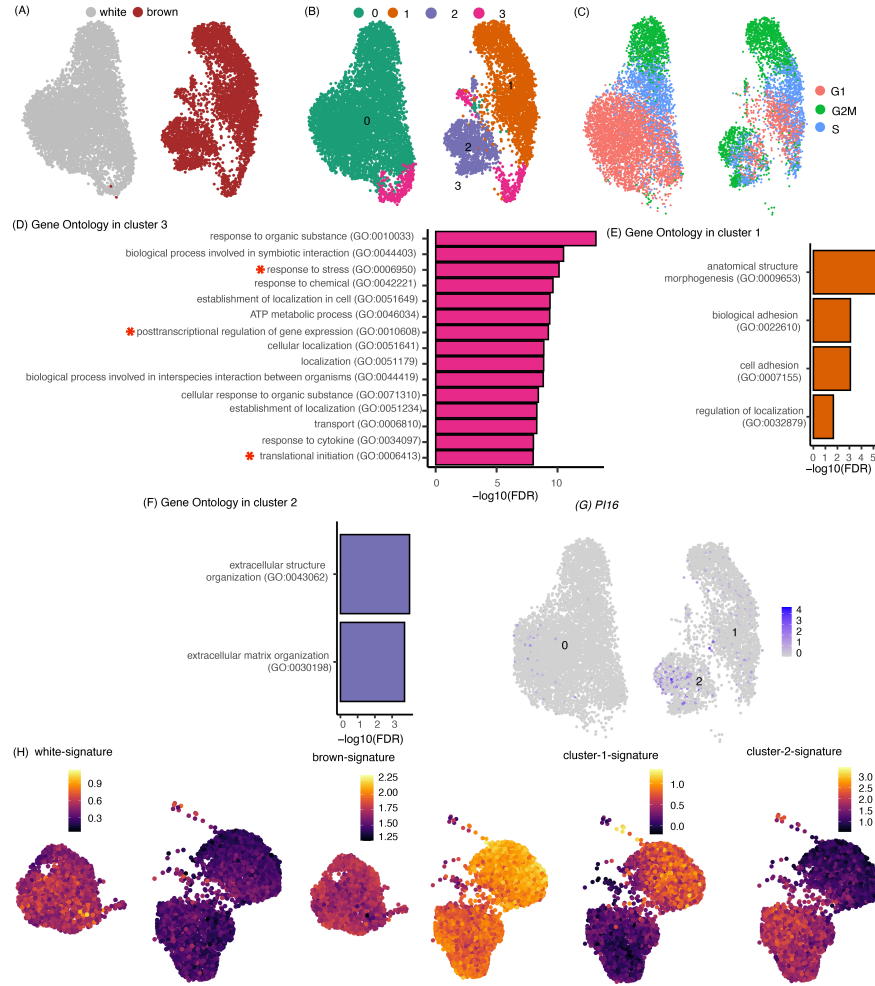 (A)
white brown
(B)
0 1 2 3
0
1
2
3
(C)
G1
G2M
S
(D) Gene Ontology in cluster 3
response to organic substance (GO:0010033)
biological process involved in symbiotic interaction (GO:0044403)
* response to stress (GO:0006950)
response to chemical (GO:0042221)
establishment of localization in cell (GO:0051649)
ATP metabolic process (GO:0046034)
* posttranscriptional regulation of gene expression (GO:0010608)
cellular localization (GO:0051641)
localization (GO:0051179)
biological process involved in interspecies interaction between organisms (GO:0044419)
cellular response to organic substance (GO:0071310)
establishment of localization (GO:0051234)
transport (GO:0006810)
response to cytokine (GO:0034097)
* translational initiation (GO:0006413)
0 5 10
−log10(FDR)
(E) Gene Ontology in cluster 1
anatomical structure
morphogenesis (GO:0009653)
biological adhesion
(GO:0022610)
cell adhesion
(GO:0007155)
regulation of localization
(GO:0032879)
0 1 2 3 4 5
−log10(FDR)
(F) Gene Ontology in cluster 2
extracellular structure
organization (GO:0043062)
extracellular matrix organization
(GO:0030198)
0 1 2 3
−log10(FDR)
(G) PI16
0
1
2
4
3
2
1
0
(H) white-signature
0.9
0.6
0.3
brown-signature
2.25
2.00
1.75
1.50
1.25
cluster-1-signature
1.0
0.5
0.0
cluster-2-signature
3.0
2.5
2.0
1.5
1.0